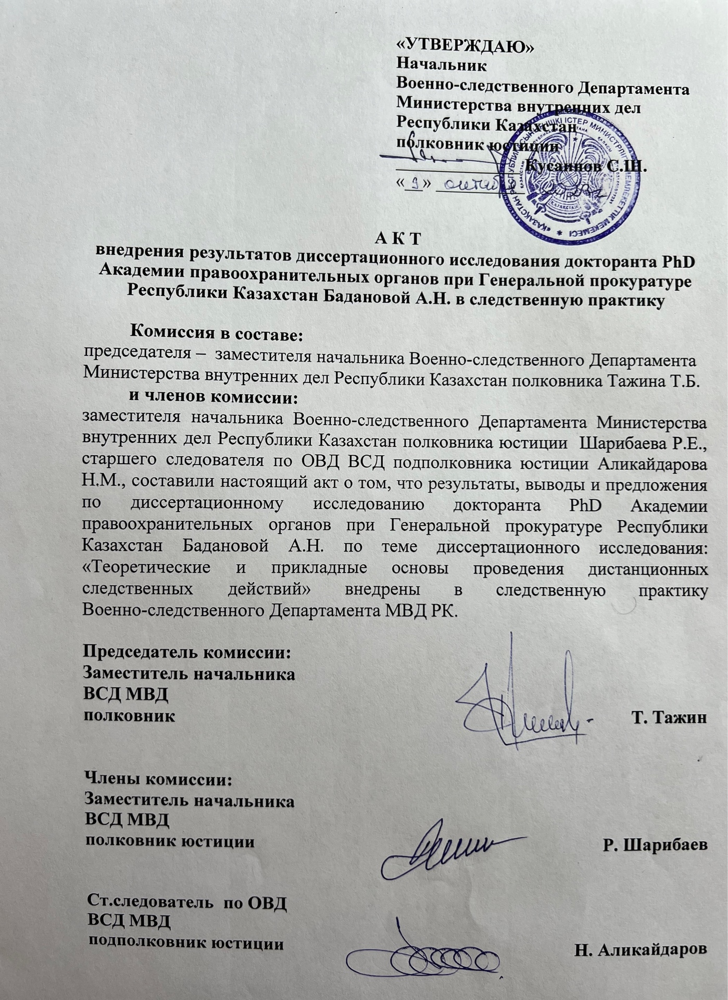 «УТВЕРЖДАЮ»
Начальник
Военно-следственного Департамента
Министерства внутренних дел
Республики Казахстан
полковник юстиции
Кусаинов С.Ш.
«9» октябр
ҚАЗАҚСТАН РЕСПУБЛИКАСЫНЫҢ ІШКІ ІСТЕР МИНИСТРЛІГІ МЕМЛЕКЕТТІК МЕКЕМЕСІ
ҚАЗАҚСТАН
А К Т
внедрения результатов диссертационного исследования докторанта PhD
Академии правоохранительных органов при Генеральной прокуратуре
Республики Казахстан Бадановой А.Н. в следственную практику
Комиссия в составе:
председателя – заместителя начальника Военно-следственного Департамента
Министерства внутренних дел Республики Казахстан полковника Тажина Т.Б.
и членов комиссии:
заместителя начальника Военно-следственного Департамента Министерства
внутренних дел Республики Казахстан полковника юстиции Шарибаева Р.Е.,
старшего следователя по ОВД ВСД подполковника юстиции Аликайдарова
Н.М., составили настоящий акт о том, что результаты, выводы и предложения
по диссертационному исследованию докторанта PhD Академии
правоохранительных органов при Генеральной прокуратуре Республики
Казахстан Бадановой А.Н. по теме диссертационного исследования:
«Теоретические и прикладные основы проведения дистанционных
следственных действий» внедрены в следственную практику
Военно-следственного Департамента МВД РК.
Председатель комиссии:
Заместитель начальника
ВСД МВД
полковник Т. Тажин
Члены комиссии:
Заместитель начальника
ВСД МВД
полковник юстиции Р. Шарибаев
Ст.следователь по ОВД
ВСД МВД
подполковник юстиции Н. Аликайдаров